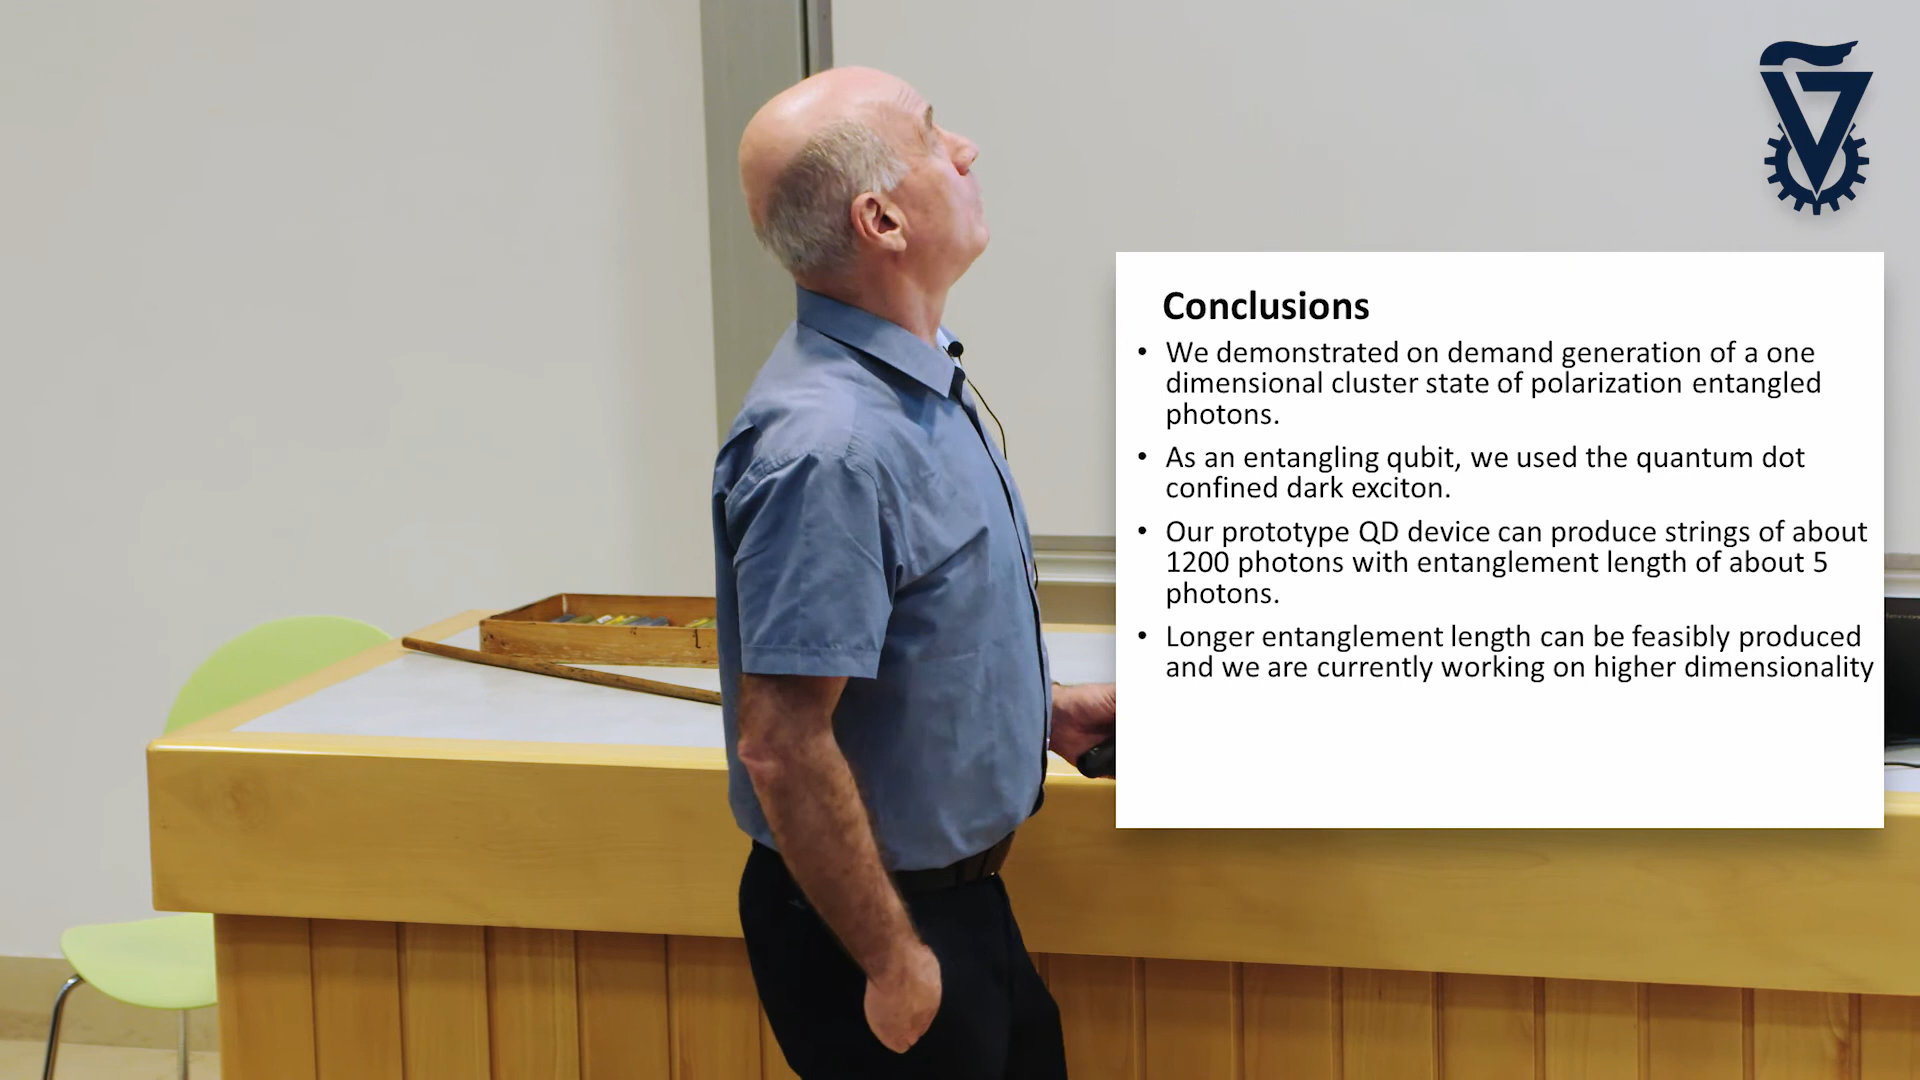 Conclusions
• We demonstrated on demand generation of a one
dimensional cluster state of polarization entangled
photons.
• As an entangling qubit, we used the quantum dot
confined dark exciton.
• Our prototype QD device can produce strings of about
1200 photons with entanglement length of about 5
photons.
• Longer entanglement length can be feasibly produced
and we are currently working on higher dimensionality